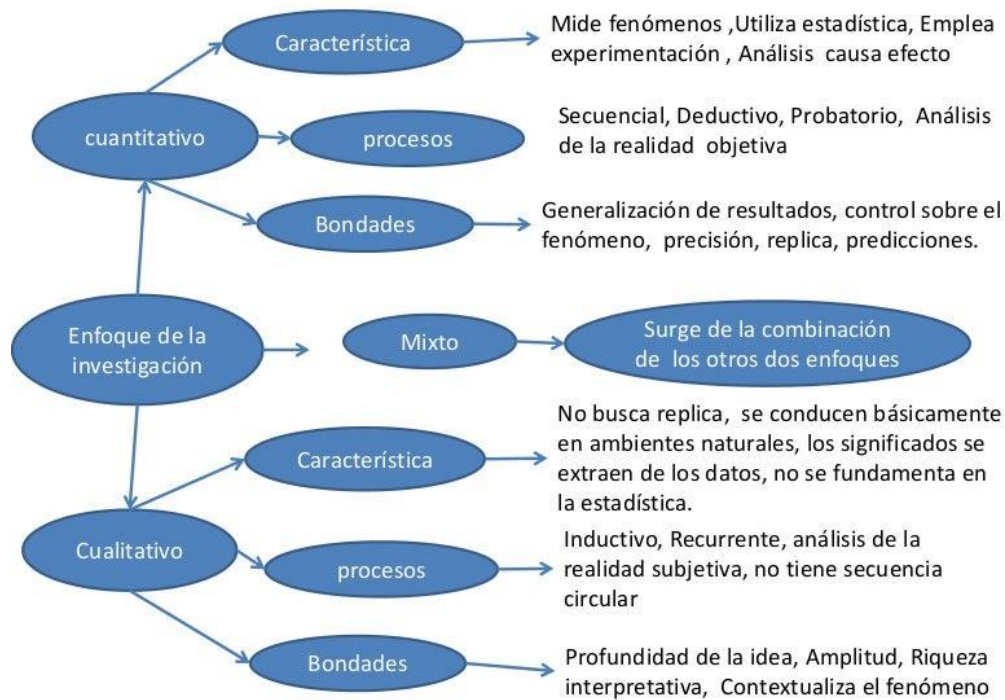 Característica
Mide fenómenos ,Utiliza estadística, Emplea
experimentación , Análisis causa efecto
cuantitativo
procesos
Secuencial, Deductivo, Probatorio, Análisis
de la realidad objetiva
Bondades
Generalización de resultados, control sobre el
fenómeno, precisión, replica, predicciones.
Enfoque de la
investigación
Mixto
Surge de la combinación
de los otros dos enfoques
Característica
No busca replica, se conducen básicamente
en ambientes naturales, los significados se
extraen de los datos, no se fundamenta en
la estadística.
Cualitativo
procesos
Inductivo, Recurrente, análisis de la
realidad subjetiva, no tiene secuencia
circular
Bondades
Profundidad de la idea, Amplitud, Riqueza
interpretativa, Contextualiza el fenómeno